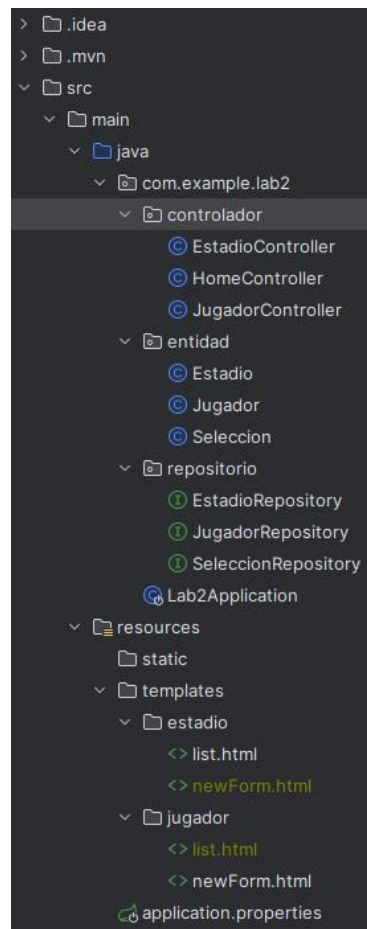 .idea
.mvn
src
main
java
com.example.lab2
controlador
EstadioController
HomeController
JugadorController
entidad
Estadio
Jugador
Seleccion
repositorio
EstadioRepository
JugadorRepository
SeleccionRepository
Lab2Application
resources
static
templates
estadio
list.html
newForm.html
jugador
list.html
newForm.html
application.properties